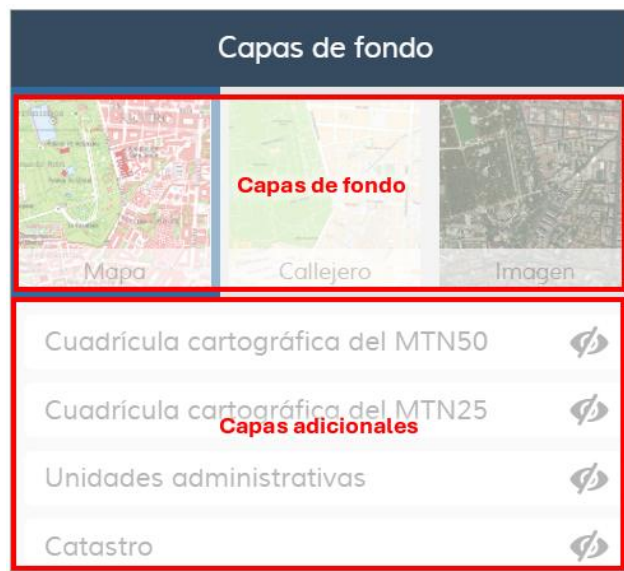 Capas de fondo
Capas de fondo
Mapa
Callejero
Imagen
Cuadrícula cartográfica del MTN50
Cuadrícula cartográfica del MTN25
Capas adicionales
Unidades administrativas
Catastro